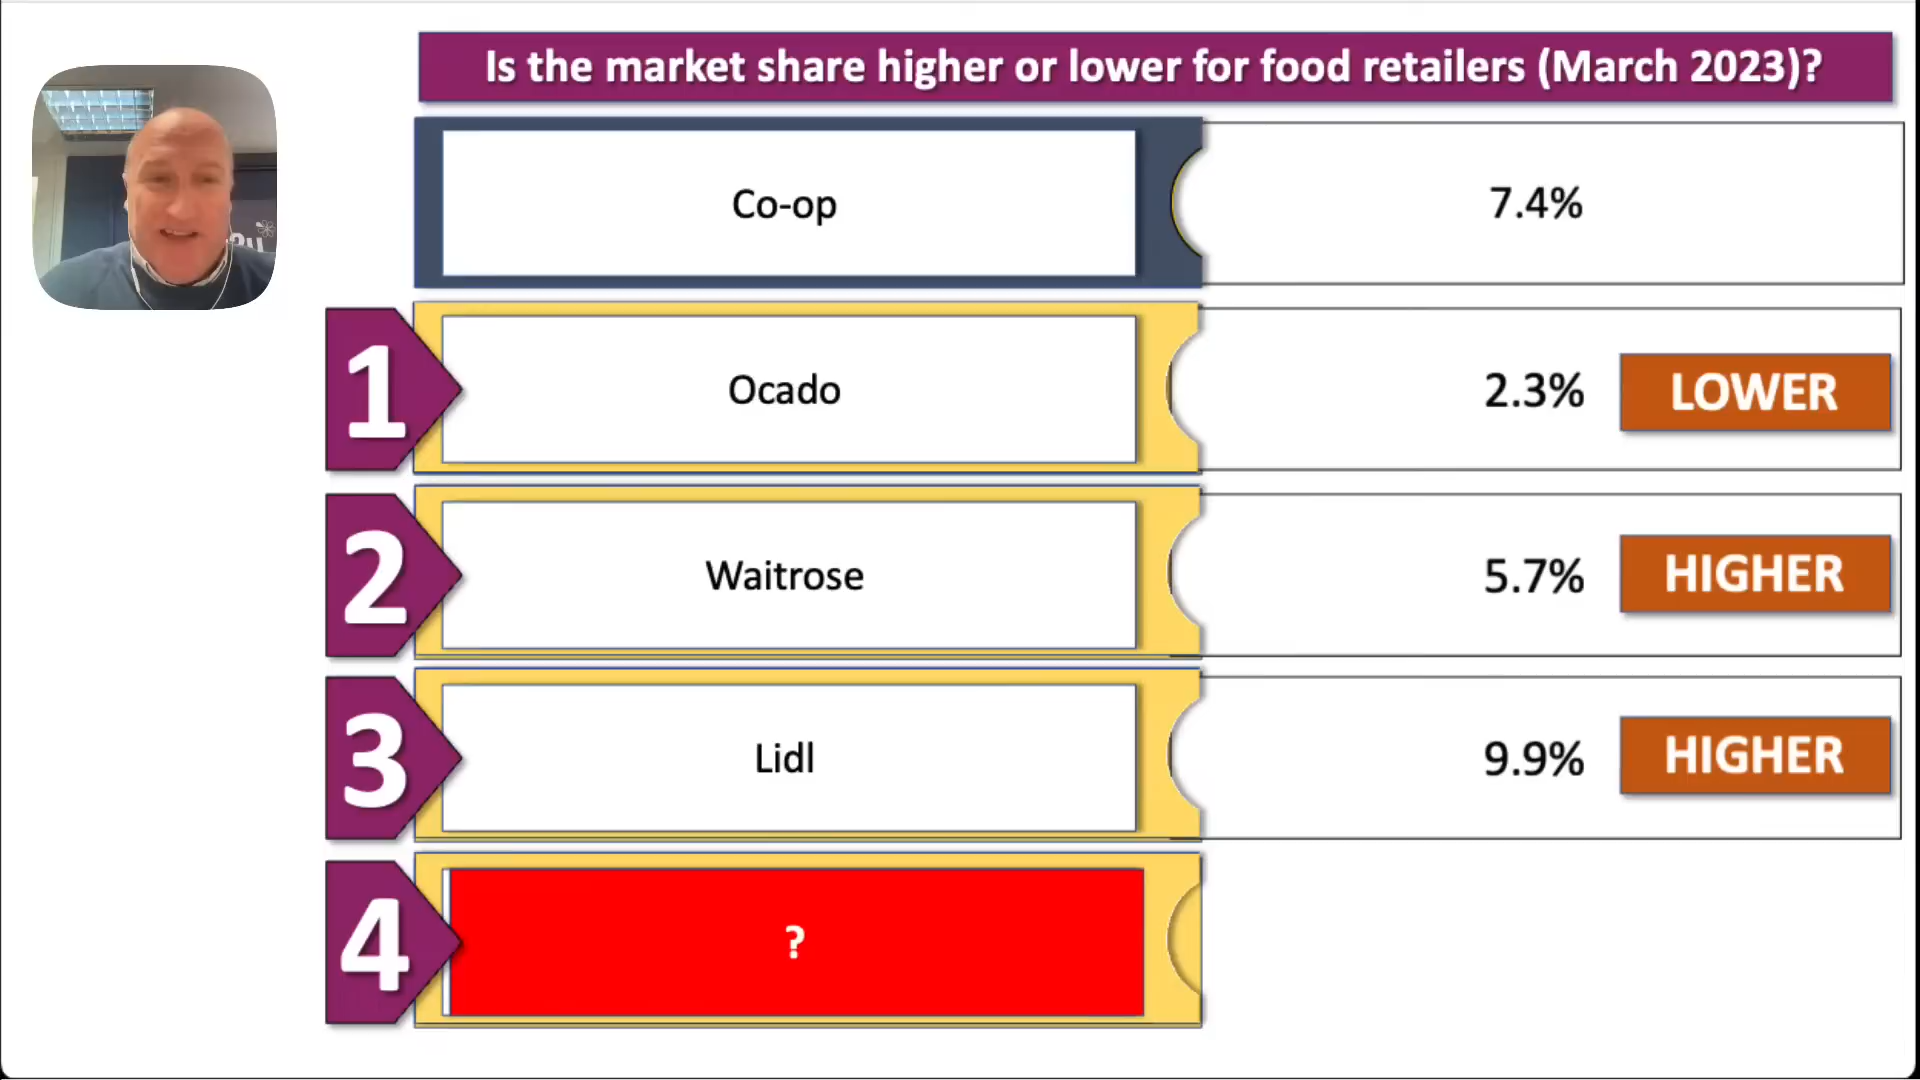 Is the market share higher or lower for food retailers (March 2023)?
Co-op 7.4%
1 Ocado 2.3% LOWER
2 Waitrose 5.7% HIGHER
3 Lidl 9.9% HIGHER
4 ?